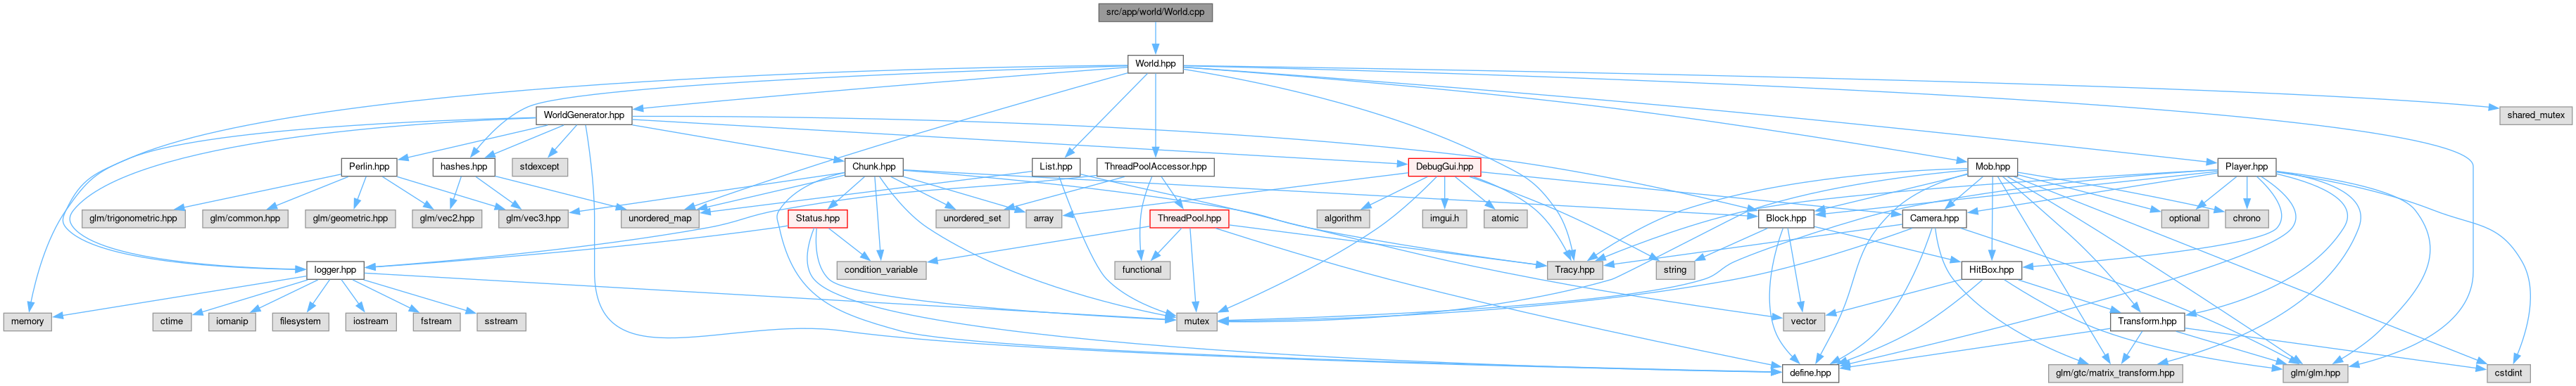 src/app/world/World.cpp
World.hpp
WorldGenerator.hpp
shared_mutex
Perlin.hpp
hashes.hpp
stdexcept
Chunk.hpp
List.hpp
ThreadPoolAccessor.hpp
DebugGui.hpp
Mob.hpp
Player.hpp
glm/trigonometric.hpp
glm/common.hpp
glm/geometric.hpp
glm/vec2.hpp
glm/vec3.hpp
unordered_map
Status.hpp
unordered_set
array
ThreadPool.hpp
algorithm
imgui.h
atomic
Block.hpp
Camera.hpp
optional
chrono
logger.hpp
condition_variable
functional
Tracy.hpp
string
HitBox.hpp
memory
ctime
iomanip
filesystem
iostream
fstream
sstream
mutex
vector
Transform.hpp
define.hpp
glm/gtc/matrix_transform.hpp
glm/glm.hpp
cstdint